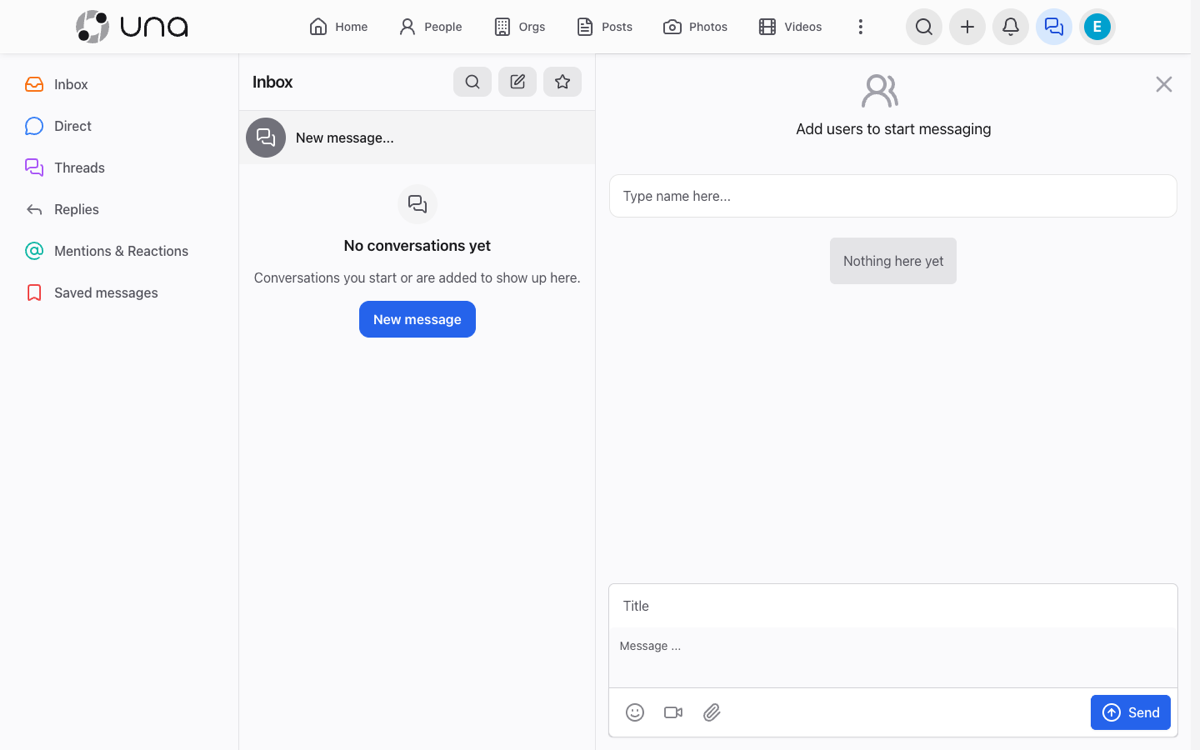 una
Home
People
Orgs
Posts
Photos
Videos
E
Inbox
Direct
Threads
Replies
Mentions & Reactions
Saved messages
Inbox
New message...
No conversations yet
Conversations you start or are added to show up here.
New message
Add users to start messaging
Type name here...
Nothing here yet
Title
Message ...
Send